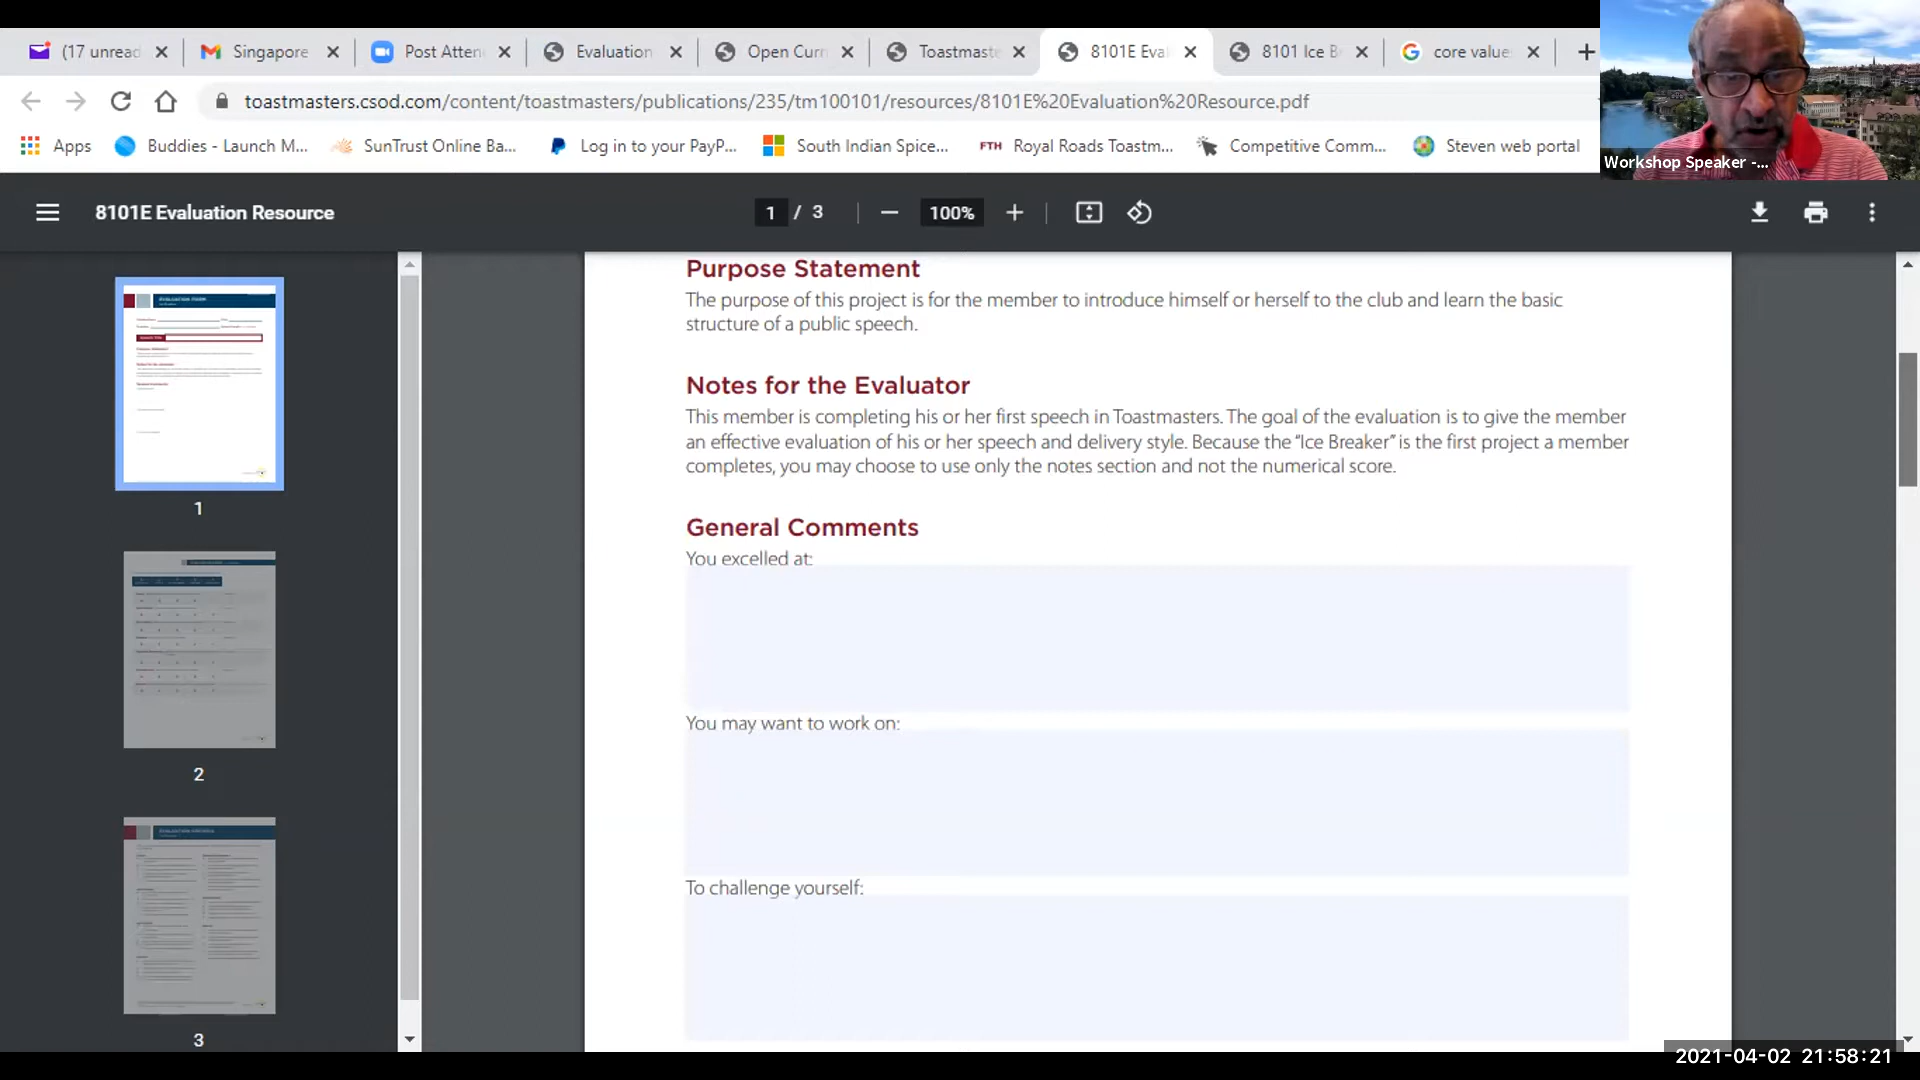 (17 unread
Singapore
Post Atten
Evaluation
Open Curr
Toastmaste
8101E Eval
8101 Ice B
core value
toastmasters.csod.com/content/toastmasters/publications/235/tm100101/resources/8101E%20Evaluation%20Resource.pdf
Apps
Buddies - Launch M...
SunTrust Online Ba...
Log in to your PayP...
South Indian Spice...
FTH Royal Roads Toastm...
Competitive Comm...
Steven web portal
Workshop Speaker -...
8101E Evaluation Resource
1 / 3
100%
Purpose Statement
The purpose of this project is for the member to introduce himself or herself to the club and learn the basic
structure of a public speech.
Notes for the Evaluator
This member is completing his or her first speech in Toastmasters. The goal of the evaluation is to give the member
an effective evaluation of his or her speech and delivery style. Because the “Ice Breaker” is the first project a member
completes, you may choose to use only the notes section and not the numerical score.
General Comments
You excelled at:
You may want to work on:
To challenge yourself:
1
2
3
2021-04-02 21:58:21